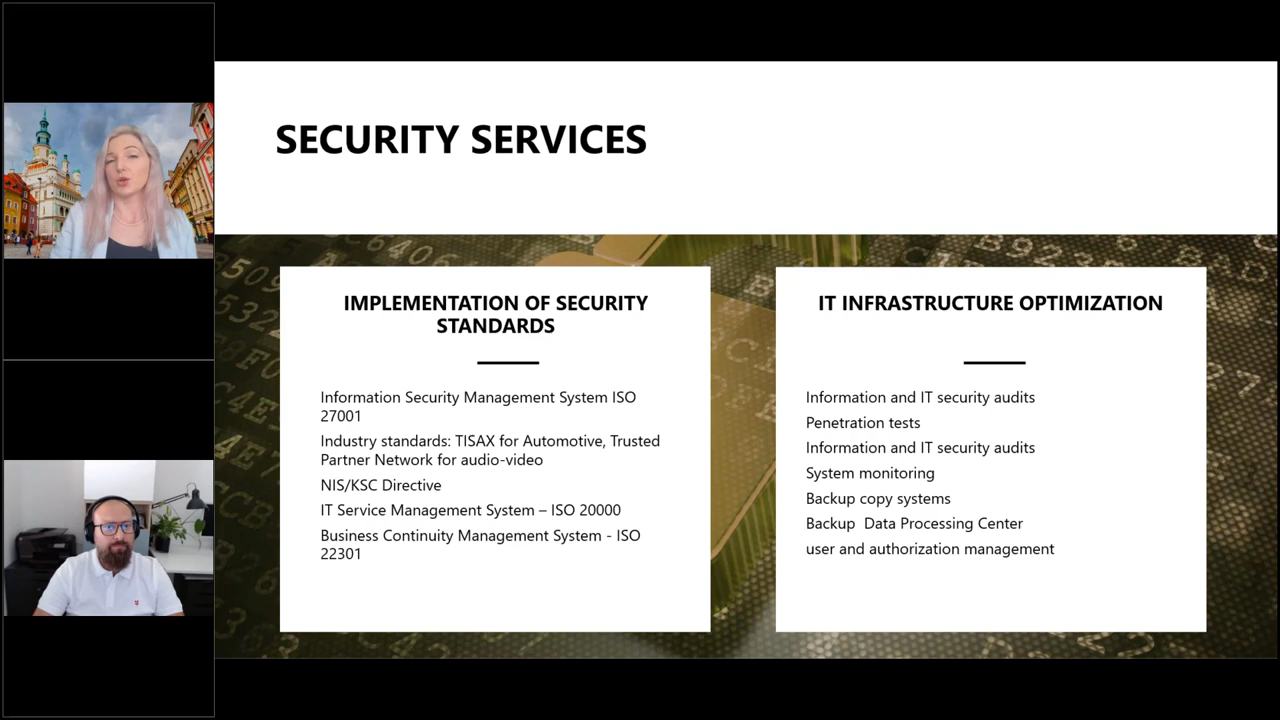 SECURITY SERVICES
IMPLEMENTATION OF SECURITY
STANDARDS
Information Security Management System ISO
27001
Industry standards: TISAX for Automotive, Trusted
Partner Network for audio-video
NIS/KSC Directive
IT Service Management System – ISO 20000
Business Continuity Management System - ISO
22301
IT INFRASTRUCTURE OPTIMIZATION
Information and IT security audits
Penetration tests
Information and IT security audits
System monitoring
Backup copy systems
Backup  Data Processing Center
user and authorization management